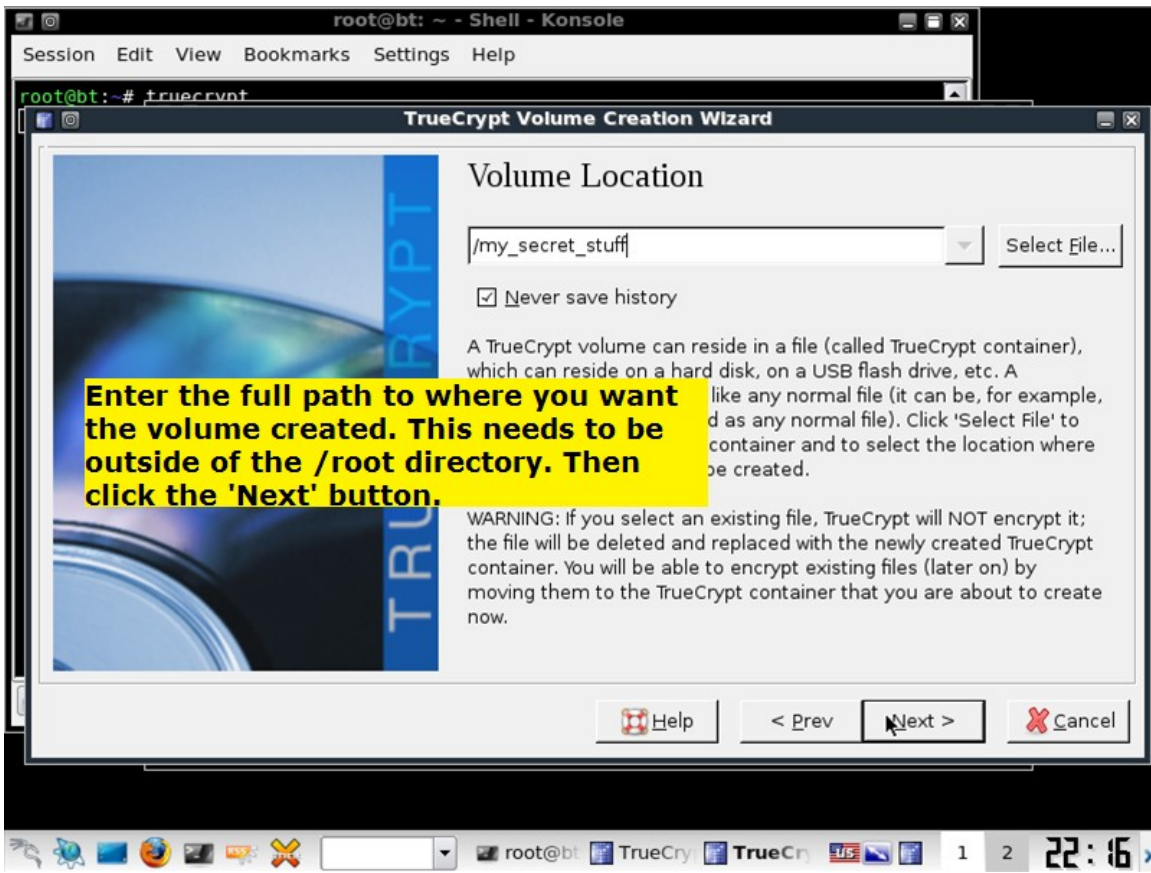 root@bt: ~ - Shell - Konsole
Session Edit View Bookmarks Settings Help
root@bt:~# truecrypt
TrueCrypt Volume Creation Wizard
TRUECRYPT
Volume Location
/my_secret_stuff
Select File...
Never save history
A TrueCrypt volume can reside in a file (called TrueCrypt container),
which can reside on a hard disk, on a USB flash drive, etc. A
like any normal file (it can be, for example,
d as any normal file). Click 'Select File' to
container and to select the location where
be created.
Enter the full path to where you want
the volume created. This needs to be
outside of the /root directory. Then
click the 'Next' button.
WARNING: If you select an existing file, TrueCrypt will NOT encrypt it;
the file will be deleted and replaced with the newly created TrueCrypt
container. You will be able to encrypt existing files (later on) by
moving them to the TrueCrypt container that you are about to create
now.
Help < Prev Next > Cancel
root@bt TrueCry TrueCr US 1 2 22:16